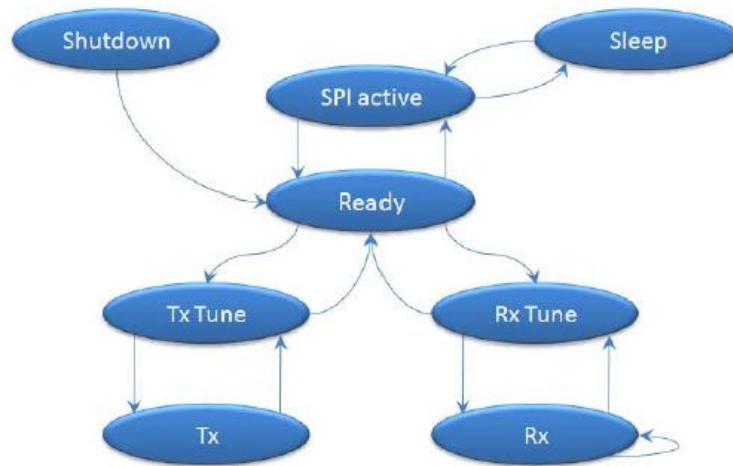 Shutdown
Sleep
SPI active
Ready
Tx Tune
Rx Tune
Tx
Rx